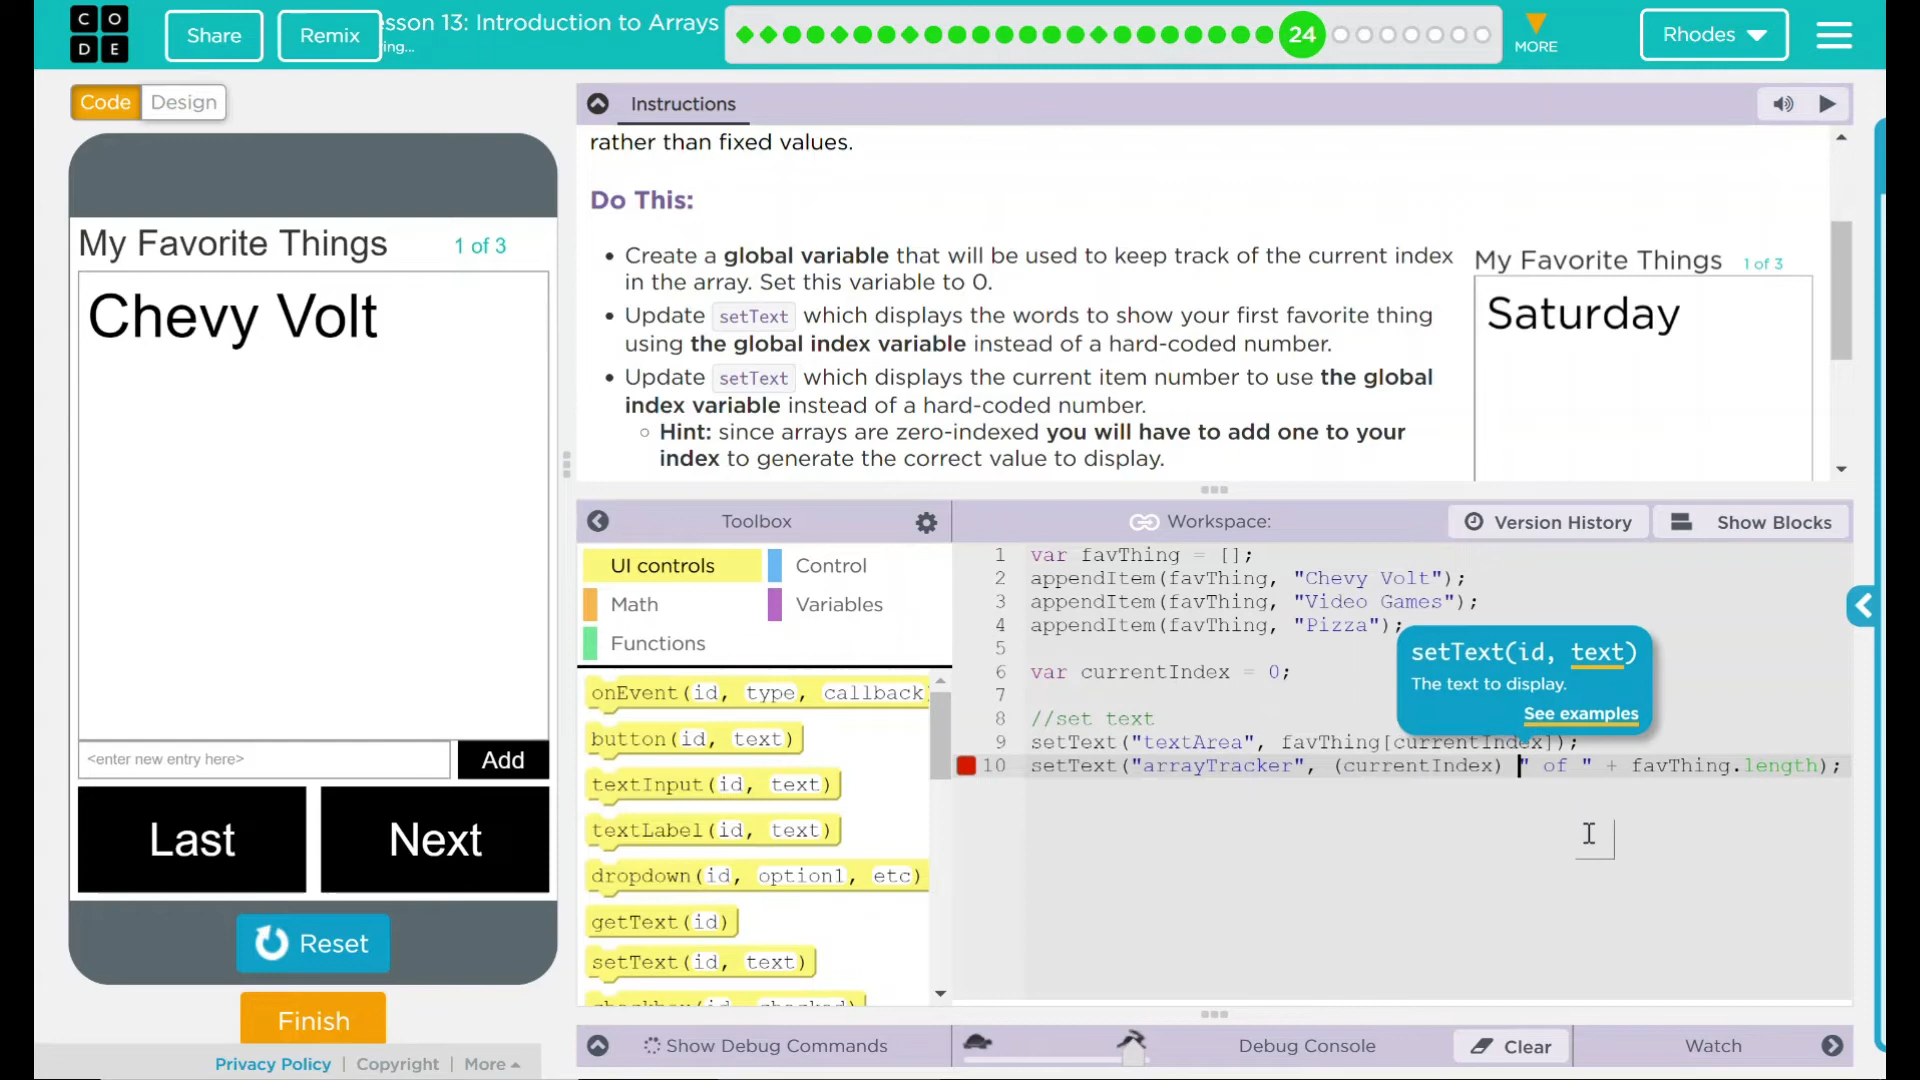 CODE
Share
Remix
esson 13: Introduction to Arrays
ing...
24
MORE
Rhodes
Code
Design
Instructions
My Favorite Things
1 of 3
Chevy Volt
<enter new entry here>
Add
Last
Next
Reset
Finish
Privacy Policy | Copyright | More
rather than fixed values.
Do This:
Create a global variable that will be used to keep track of the current index
in the array. Set this variable to 0.
Update setText which displays the words to show your first favorite thing
using the global index variable instead of a hard-coded number.
Update setText which displays the current item number to use the global
index variable instead of a hard-coded number.
Hint: since arrays are zero-indexed you will have to add one to your
index to generate the correct value to display.
My Favorite Things 1 of 3
Saturday
Toolbox
Workspace:
Version History
Show Blocks
UI controls
Control
Math
Variables
Functions
onEvent(id, type, callback
button(id, text)
textInput(id, text)
textLabel(id, text)
dropdown(id, option1, etc)
getText(id)
setText(id, text)
checkbox(id, checked)
1 var favThing = [];
2 appendItem(favThing, "Chevy Volt");
3 appendItem(favThing, "Video Games");
4 appendItem(favThing, "Pizza");
5
6 var currentIndex = 0;
7
8 //set text
9 setText("textArea", favThing[currentIndex]);
10 setText("arrayTracker", (currentIndex) " of " + favThing.length);
setText(id, text)
The text to display.
See examples
Show Debug Commands
Debug Console
Clear
Watch